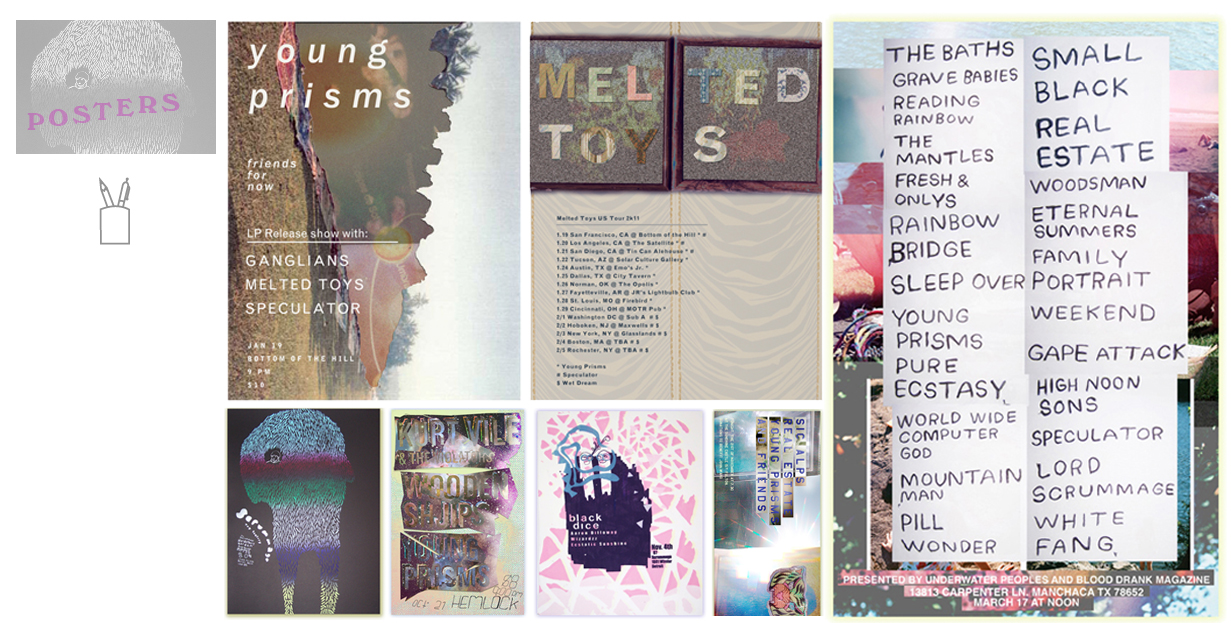 POSTERS
young
prisms
friends
for
now
LP Release show with:
GANGLIANS
MELTED TOYS
SPECULATOR
JAN 19
BOTTOM OF THE HILL
9 PM
$10
MELTED
TOYS
Melted Toys US Tour 2k11
1.19 San Francisco, CA @ Bottom of the Hill * #
1.20 Los Angeles, CA @ The Satellite * #
1.21 San Diego, CA @ Tin Can Alehouse * #
1.22 Tucson, AZ @ Solar Culture Gallery *
1.24 Austin, TX @ Emo's Jr. *
1.25 Dallas, TX @ City Tavern *
1.26 Norman, OK @ The Opolis *
1.27 Fayetteville, AR @ JR's Lightbulb Club *
1.28 St. Louis, MO @ Firebird *
1.29 Cincinnati, OH @ MOTR Pub *
2/1 Washington DC @ Sub A # $
2/2 Hoboken, NJ @ Maxwells # $
2/3 New York, NY @ Glasslands # $
2/4 Boston, MA @ TBA # $
2/5 Rochester, NY @ TBA # $
* Young Prisms
# Speculator
$ Wet Dream
THE BATHS
GRAVE BABIES
READING
RAINBOW
THE
MANTLES
FRESH &
ONLYS
RAINBOW
BRIDGE
SLEEP OVER
YOUNG
PRISMS
PURE
ECSTASY
WORLD WIDE
COMPUTER
GOD
MOUNTAIN
MAN
PILL
WONDER
SMALL
BLACK
REAL
ESTATE
WOODSMAN
ETERNAL
SUMMERS
FAMILY
PORTRAIT
WEEKEND
GAPE ATTACK
HIGH NOON
SONS
SPECULATOR
LORD
SCRUMMAGE
WHITE
FANG
PRESENTED BY UNDERWATER PEOPLES AND BLOOD DRANK MAGAZINE
13813 CARPENTER LN. MANCHACA TX 78652
MARCH 17 AT NOON
KURT VILE
& THE VIOLATORS
WOODEN
SHJIPS
YOUNG
PRISMS
OCT 21 HEMLOCK
black
dice
Nov. 4th
SIC ALPS
REAL ESTATE
YOUNG PRISMS
AND FRIENDS